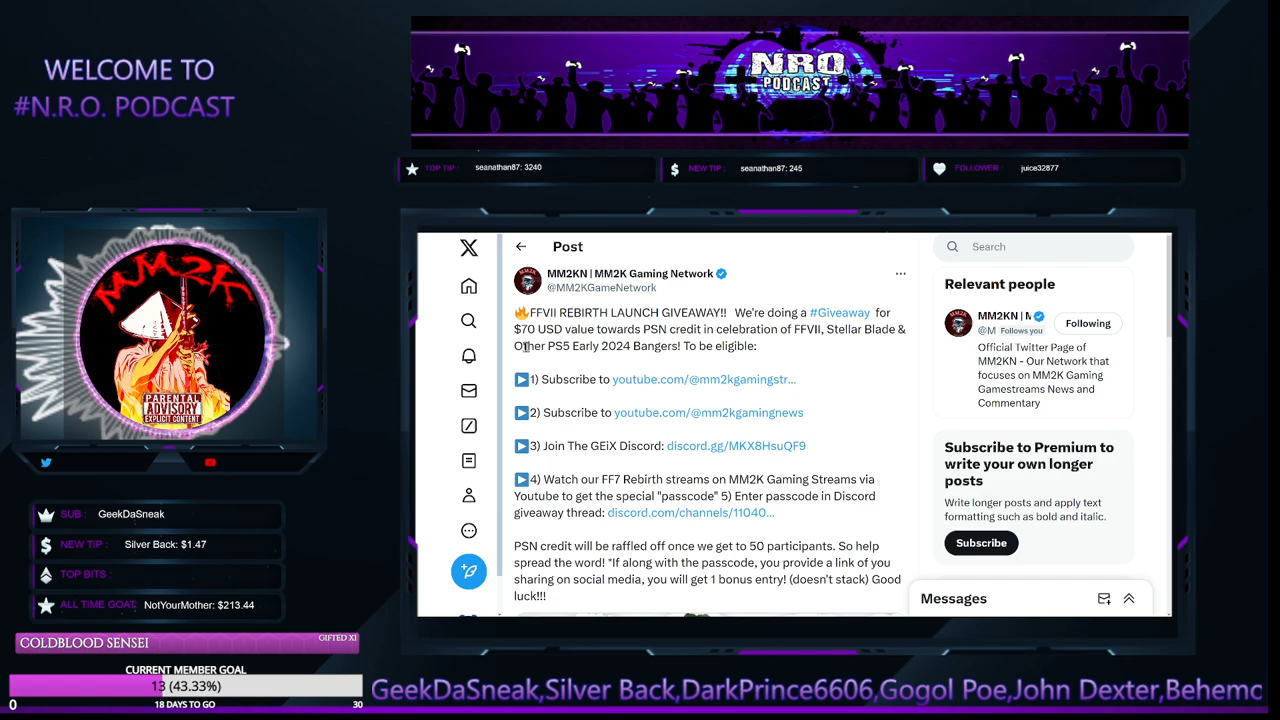 WELCOME TO
#N.R.O. PODCAST
NRO
PODCAST
TOP TIP : seanathan87: 3240
NEW TIP : seanathan87: 245
FOLLOWER : juice32877
MM2K
PARENTAL
ADVISORY
EXPLICIT CONTENT
Post
MM2KN | MM2K Gaming Network
@MM2KGameNetwork
🔥FFVII REBIRTH LAUNCH GIVEAWAY!! We're doing a #Giveaway for
$70 USD value towards PSN credit in celebration of FFVII, Stellar Blade &
Other PS5 Early 2024 Bangers! To be eligible:
▶1) Subscribe to youtube.com/@mm2kgamingstr...
▶2) Subscribe to youtube.com/@mm2kgamingnews
▶3) Join The GEiX Discord: discord.gg/MKX8HsuQF9
▶4) Watch our FF7 Rebirth streams on MM2K Gaming Streams via
Youtube to get the special "passcode" 5) Enter passcode in Discord
giveaway thread: discord.com/channels/11040...
PSN credit will be raffled off once we get to 50 participants. So help
spread the word! "If along with the passcode, you provide a link of you
sharing on social media, you will get 1 bonus entry! (doesn't stack) Good
luck!!!
Search
Relevant people
MM2KN | M
@M Follows you
Following
Official Twitter Page of
MM2KN - Our Network that
focuses on MM2K Gaming
Gamestreams News and
Commentary
Subscribe to Premium to
write your own longer
posts
Write longer posts and apply text
formatting such as bold and italic.
Subscribe
Messages
SUB : GeekDaSneak
NEW TIP : Silver Back: $1.47
TOP BITS :
ALL TIME GOAT: NotYourMother: $213.44
COLDBLOOD SENSEI GIFTED X1
CURRENT MEMBER GOAL
13 (43.33%)
0 18 DAYS TO GO 30
GeekDaSneak,Silver Back,DarkPrince6606,Gogol Poe,John Dexter,Behemo